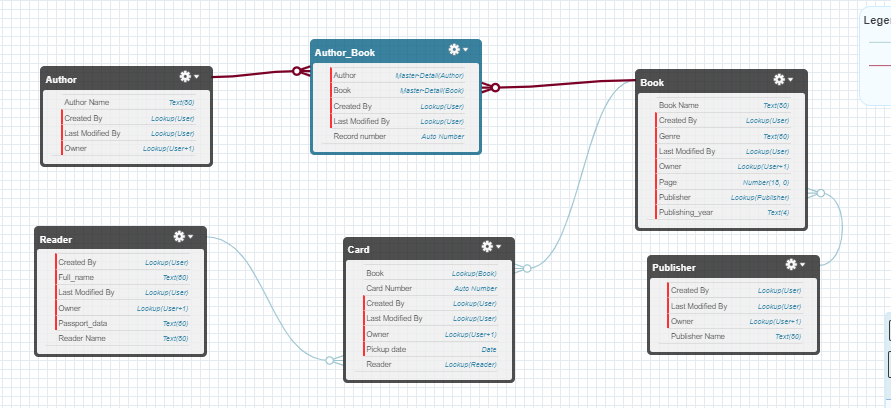 Lege
Author
Author Name Text(80)
Created By Lookup(User)
Last Modified By Lookup(User)
Owner Lookup(User+1)
Author_Book
Author Master-Detail(Author)
Book Master-Detail(Book)
Created By Lookup(User)
Last Modified By Lookup(User)
Record number Auto Number
Book
Book Name Text(80)
Created By Lookup(User)
Genre Text(60)
Last Modified By Lookup(User)
Owner Lookup(User+1)
Page Number(18, 0)
Publisher Lookup(Publisher)
Publishing_year Text(4)
Reader
Created By Lookup(User)
Full_name Text(60)
Last Modified By Lookup(User)
Owner Lookup(User+1)
Passport_data Text(60)
Reader Name Text(80)
Card
Book Lookup(Book)
Card Number Auto Number
Created By Lookup(User)
Last Modified By Lookup(User)
Owner Lookup(User+1)
Pickup date Date
Reader Lookup(Reader)
Publisher
Created By Lookup(User)
Last Modified By Lookup(User)
Owner Lookup(User+1)
Publisher Name Text(80)